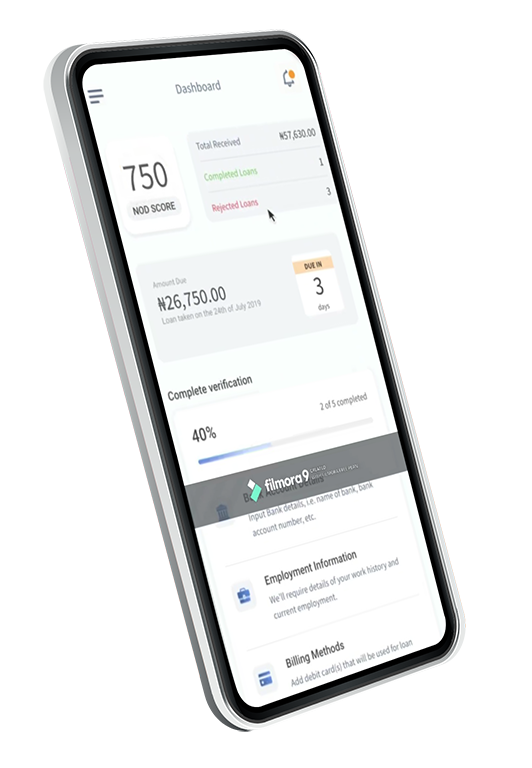 Dashboard
Total Received ₦57,630.00
750
Completed Loans 1
NOD SCORE
Rejected Loans 3
Amount Due
₦26,750.00
Loan taken on the 24th of July 2019
DUE IN
3
days
Complete verification
40%
2 of 5 completed
filmora9
Bank Account Details
Input Bank details, i.e. name of bank, bank
account number, etc.
Employment Information
We'll require details of your work history and
current employment.
Billing Methods
Add debit card(s) that will be used for loan